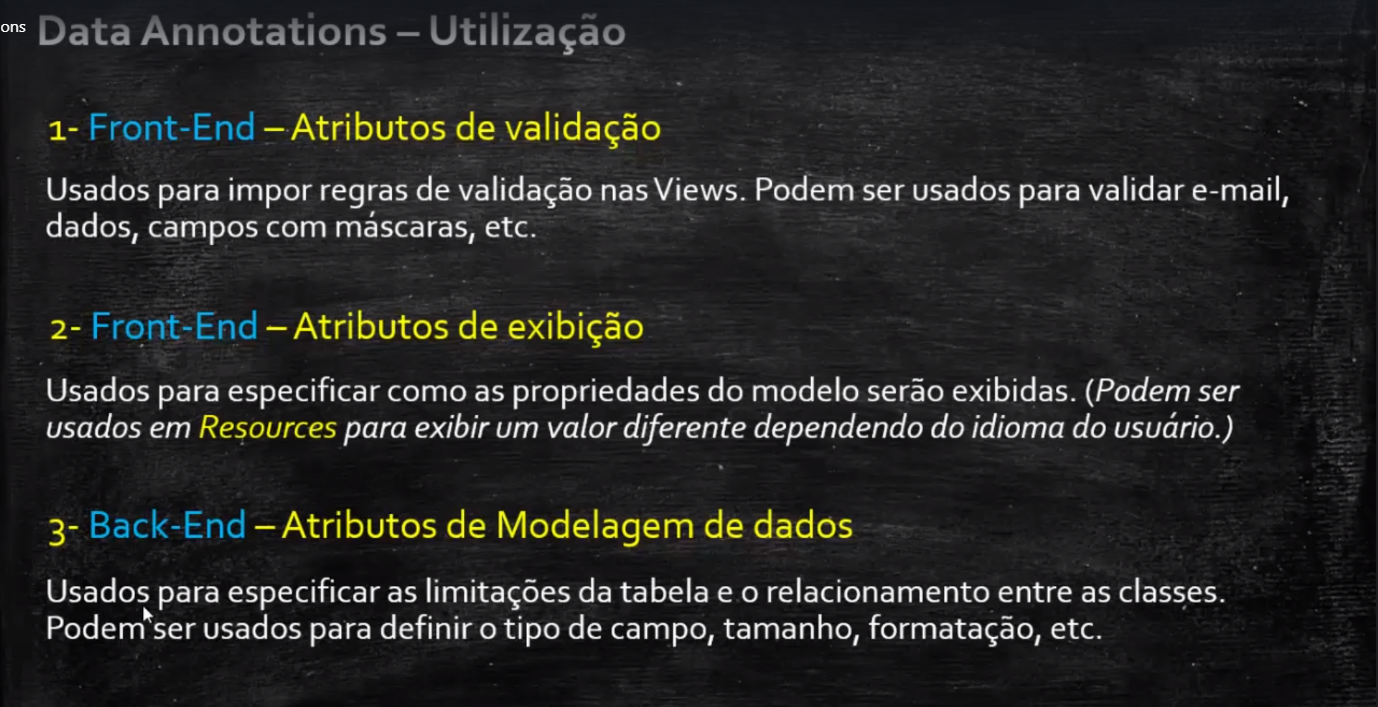 ons
Data Annotations – Utilização
1- Front-End – Atributos de validação
Usados para impor regras de validação nas Views. Podem ser usados para validar e-mail,
dados, campos com máscaras, etc.
2- Front-End – Atributos de exibição
Usados para especificar como as propriedades do modelo serão exibidas. (Podem ser
usados em Resources para exibir um valor diferente dependendo do idioma do usuário.)
3- Back-End – Atributos de Modelagem de dados
Usados para especificar as limitações da tabela e o relacionamento entre as classes.
Podem ser usados para definir o tipo de campo, tamanho, formatação, etc.